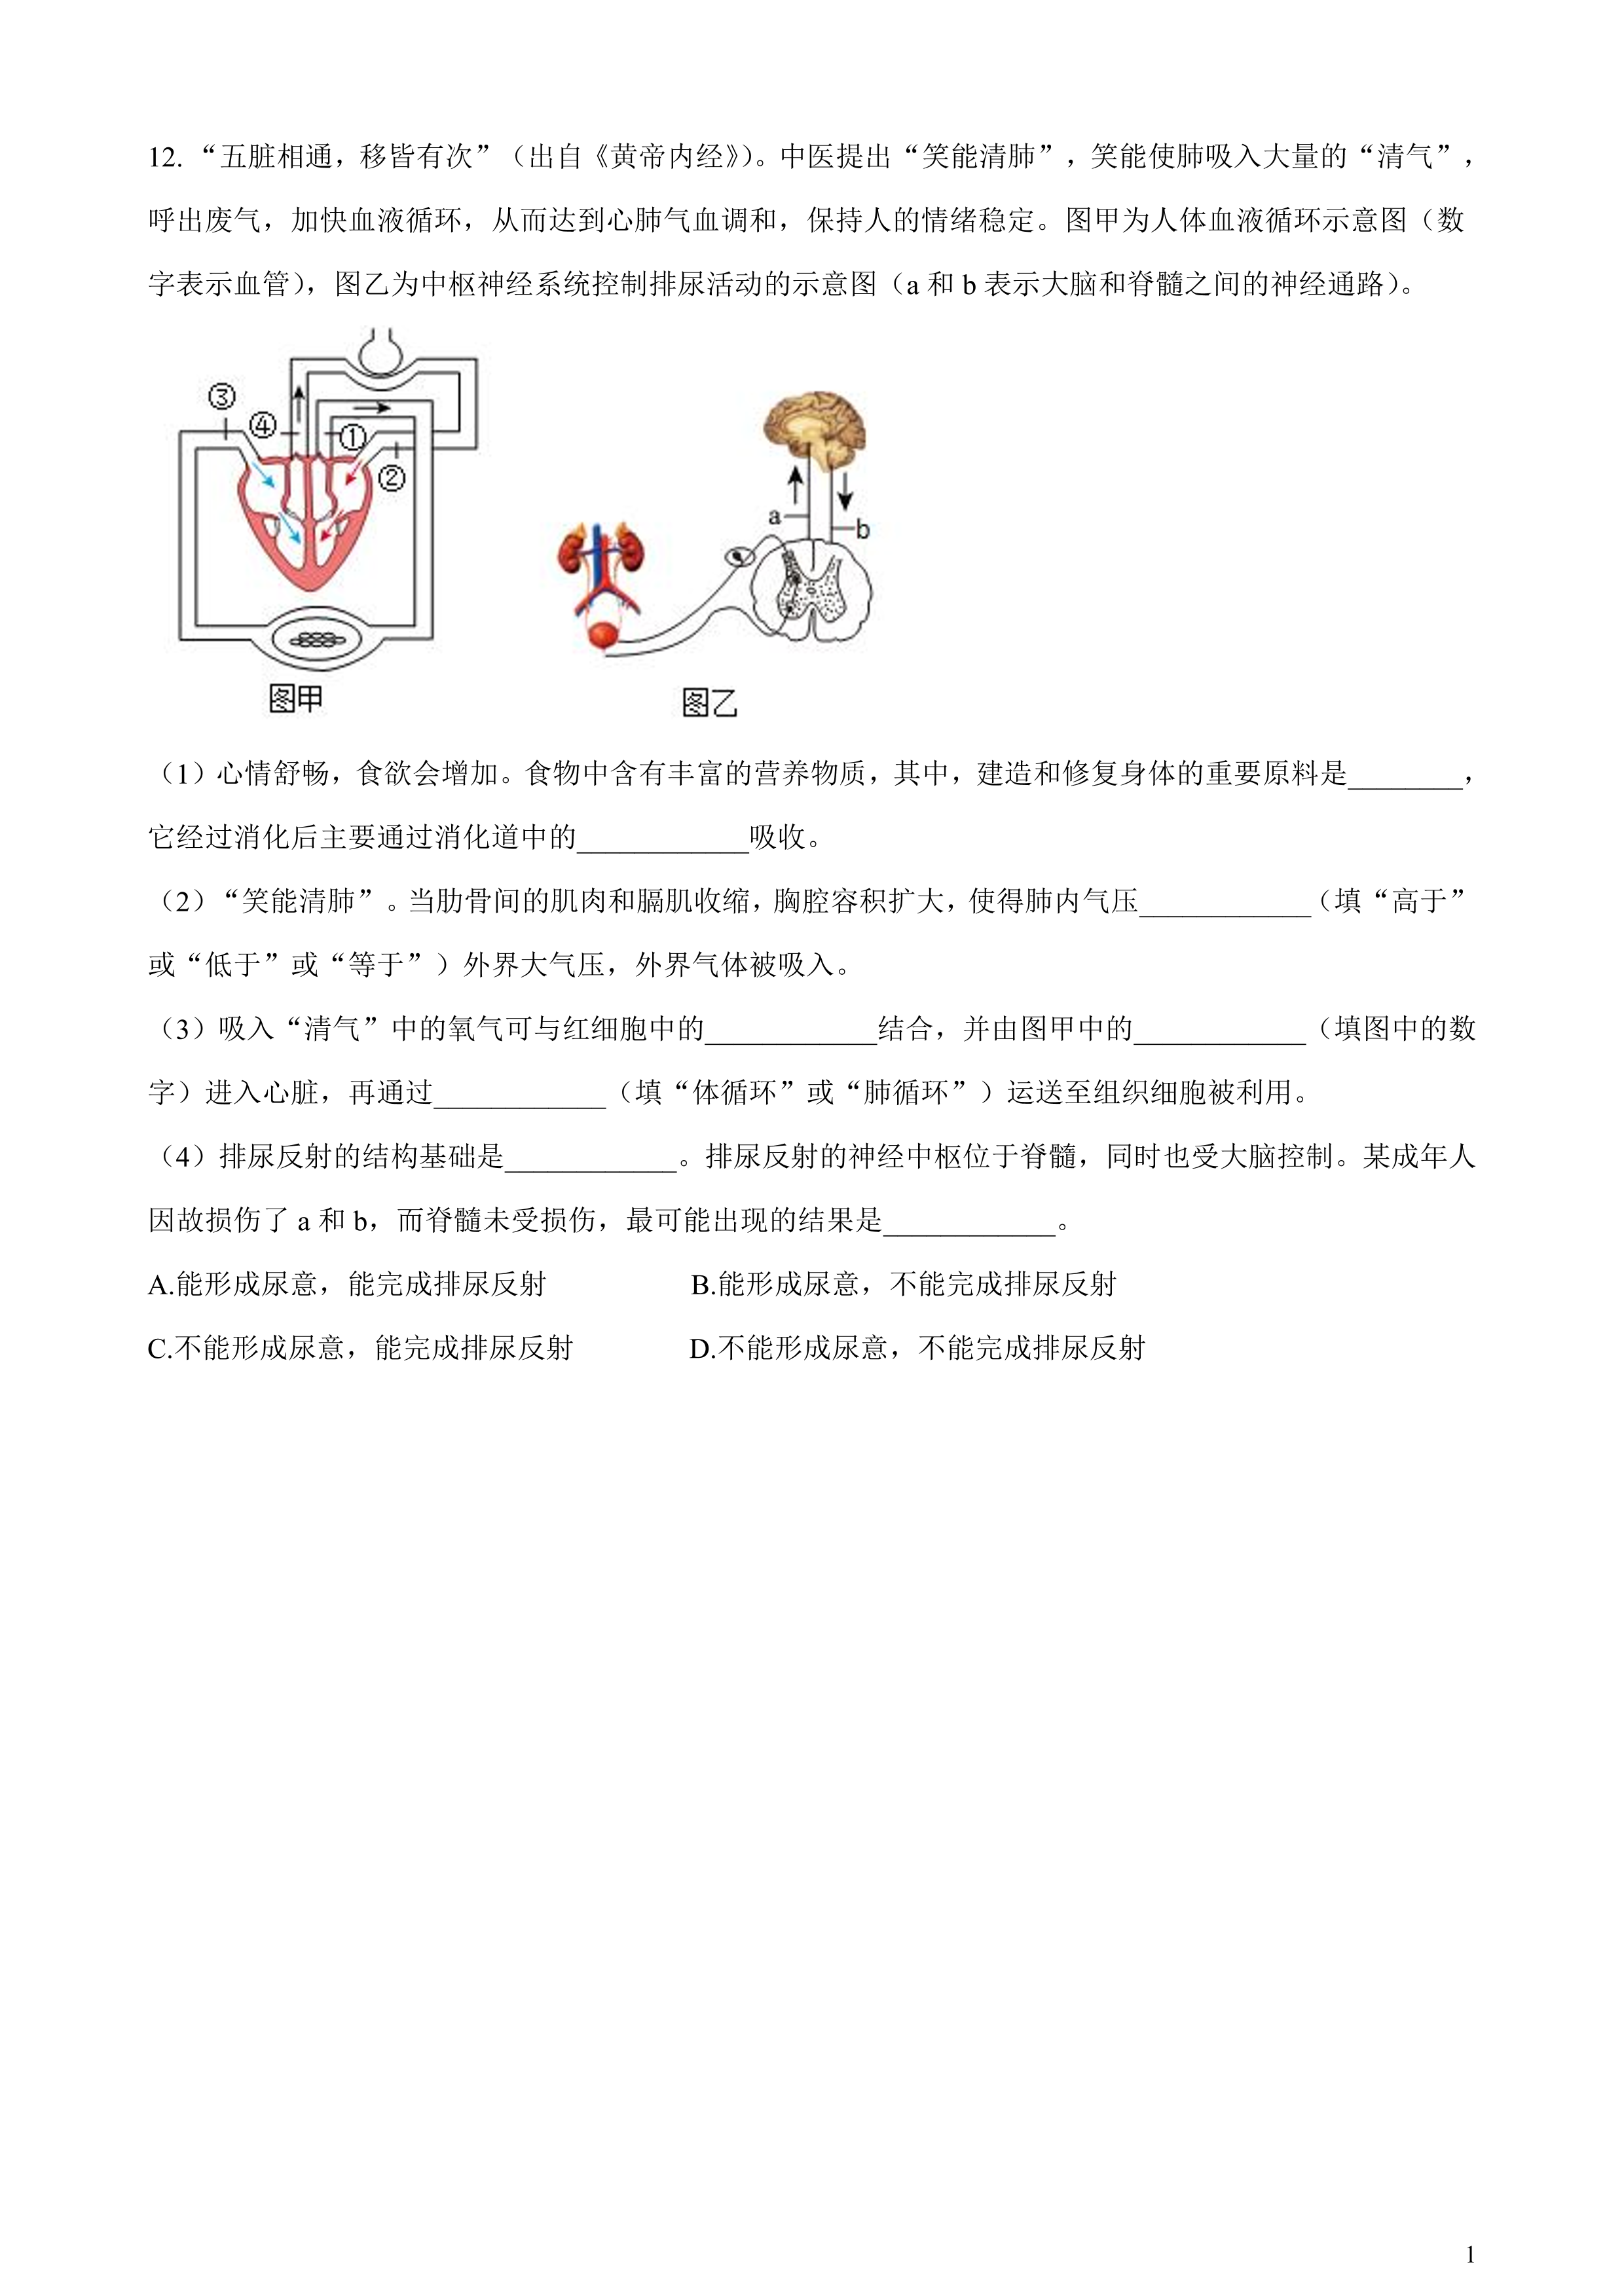 12. “五脏相通，移皆有次”（出自《黄帝内经》）。中医提出“笑能清肺”，笑能使肺吸入大量的“清气”，
呼出废气，加快血液循环，从而达到心肺气血调和，保持人的情绪稳定。图甲为人体血液循环示意图（数
字表示血管），图乙为中枢神经系统控制排尿活动的示意图（a 和 b 表示大脑和脊髓之间的神经通路）。
③
④
①
②
图甲
a
b
图乙
（1）心情舒畅，食欲会增加。食物中含有丰富的营养物质，其中，建造和修复身体的重要原料是________，
它经过消化后主要通过消化道中的____________吸收。
（2）“笑能清肺”。当肋骨间的肌肉和膈肌收缩，胸腔容积扩大，使得肺内气压____________（填“高于”
或“低于”或“等于”）外界大气压，外界气体被吸入。
（3）吸入“清气”中的氧气可与红细胞中的____________结合，并由图甲中的____________（填图中的数
字）进入心脏，再通过____________（填“体循环”或“肺循环”）运送至组织细胞被利用。
（4）排尿反射的结构基础是____________。排尿反射的神经中枢位于脊髓，同时也受大脑控制。某成年人
因故损伤了 a 和 b，而脊髓未受损伤，最可能出现的结果是____________。
A.能形成尿意，能完成排尿反射 B.能形成尿意，不能完成排尿反射
C.不能形成尿意，能完成排尿反射 D.不能形成尿意，不能完成排尿反射
1